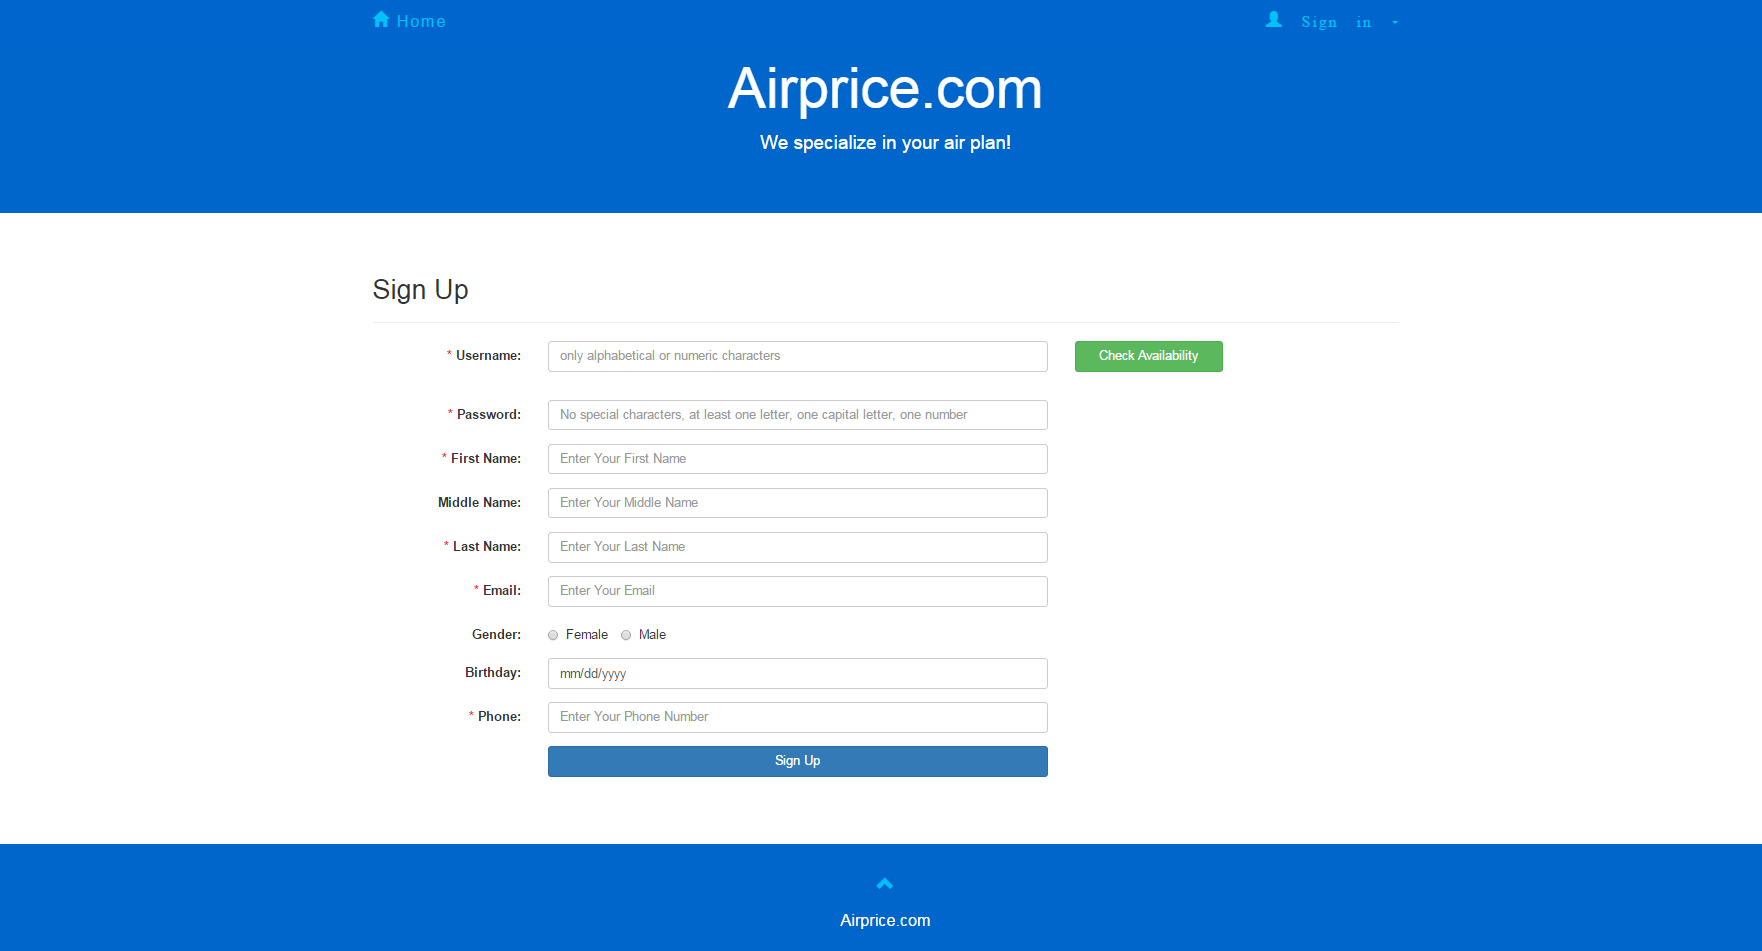 Home
Sign in
Airprice.com
We specialize in your air plan!
Sign Up
* Username: only alphabetical or numeric characters Check Availability
* Password: No special characters, at least one letter, one capital letter, one number
* First Name: Enter Your First Name
Middle Name: Enter Your Middle Name
* Last Name: Enter Your Last Name
* Email: Enter Your Email
Gender: Female Male
Birthday: mm/dd/yyyy
* Phone: Enter Your Phone Number
Sign Up
Airprice.com